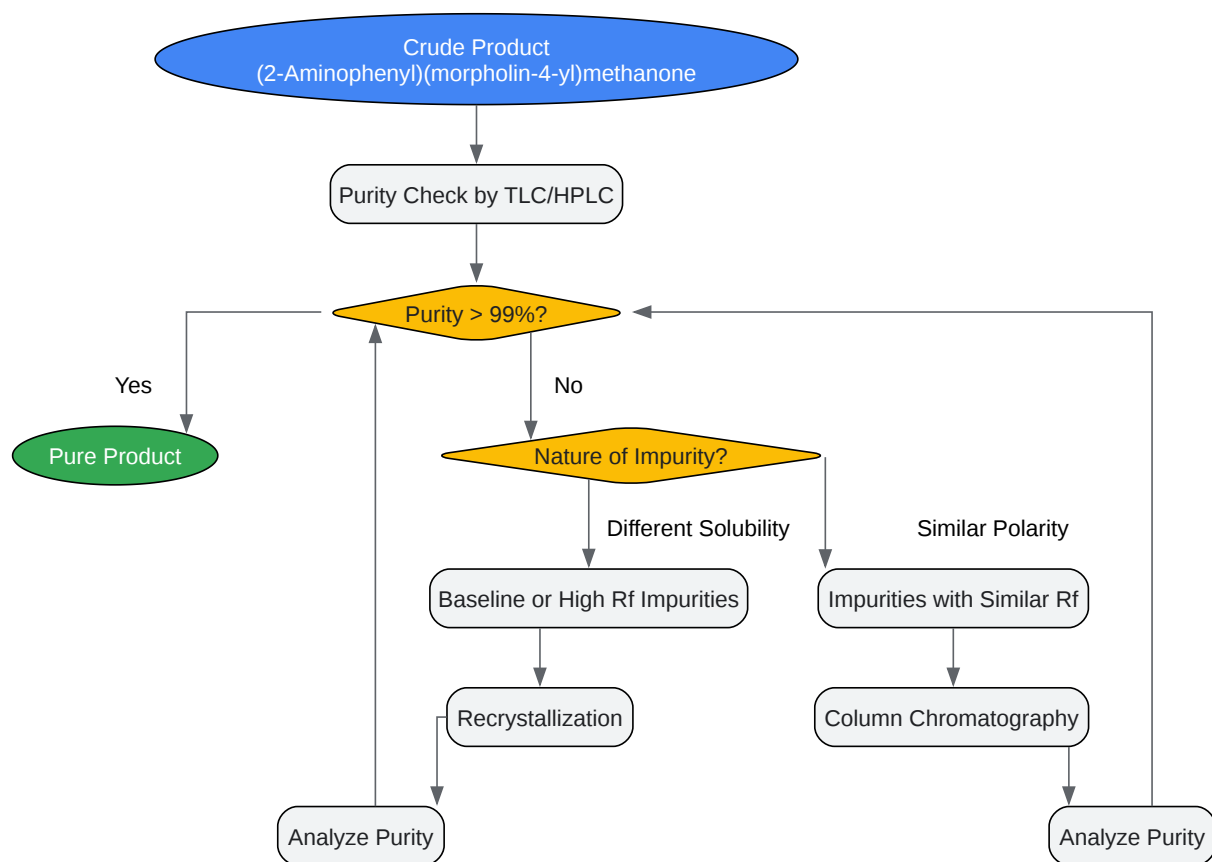 Crude Product
(2-Aminophenyl)(morpholin-4-yl)methanone
Purity Check by TLC/HPLC
Purity > 99%?
Yes
No
Pure Product
Nature of Impurity?
Different Solubility
Similar Polarity
Baseline or High Rf Impurities
Impurities with Similar Rf
Recrystallization
Column Chromatography
Analyze Purity
Analyze Purity